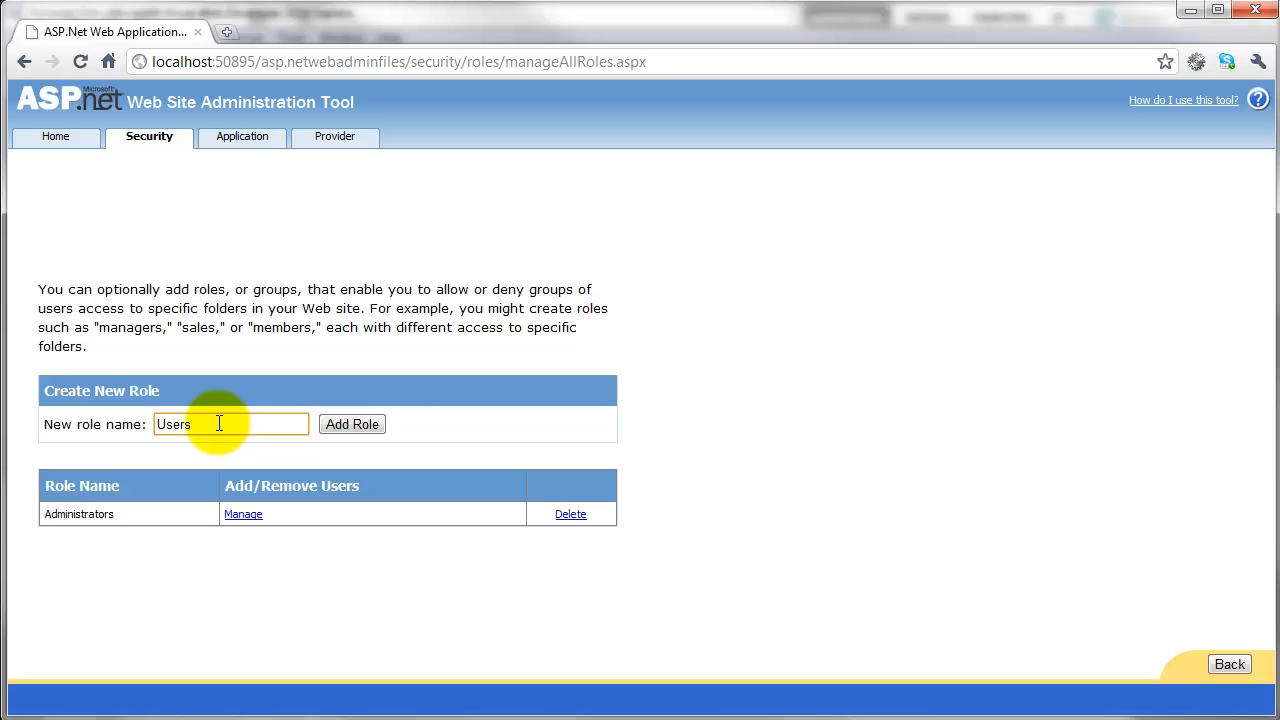 ASP.Net Web Application...
localhost:50895/asp.netwebadminfiles/security/roles/manageAllRoles.aspx
Microsoft
ASP.net Web Site Administration Tool
How do I use this tool?
Home Security Application Provider
You can optionally add roles, or groups, that enable you to allow or deny groups of
users access to specific folders in your Web site. For example, you might create roles
such as "managers," "sales," or "members," each with different access to specific
folders.
Create New Role
New role name: Users Add Role
Role Name Add/Remove Users
Administrators Manage Delete
Back